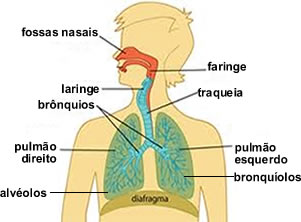 fossas nasais
faringe
laringe
traqueia
brônquios
pulmão
direito
pulmão
esquerdo
bronquíolos
alvéolos
diafragma